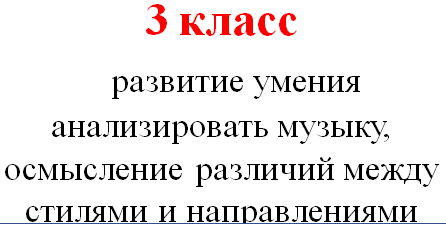 3 класс
развитие умения
анализировать музыку,
осмысление различий между
стилями и направлениями